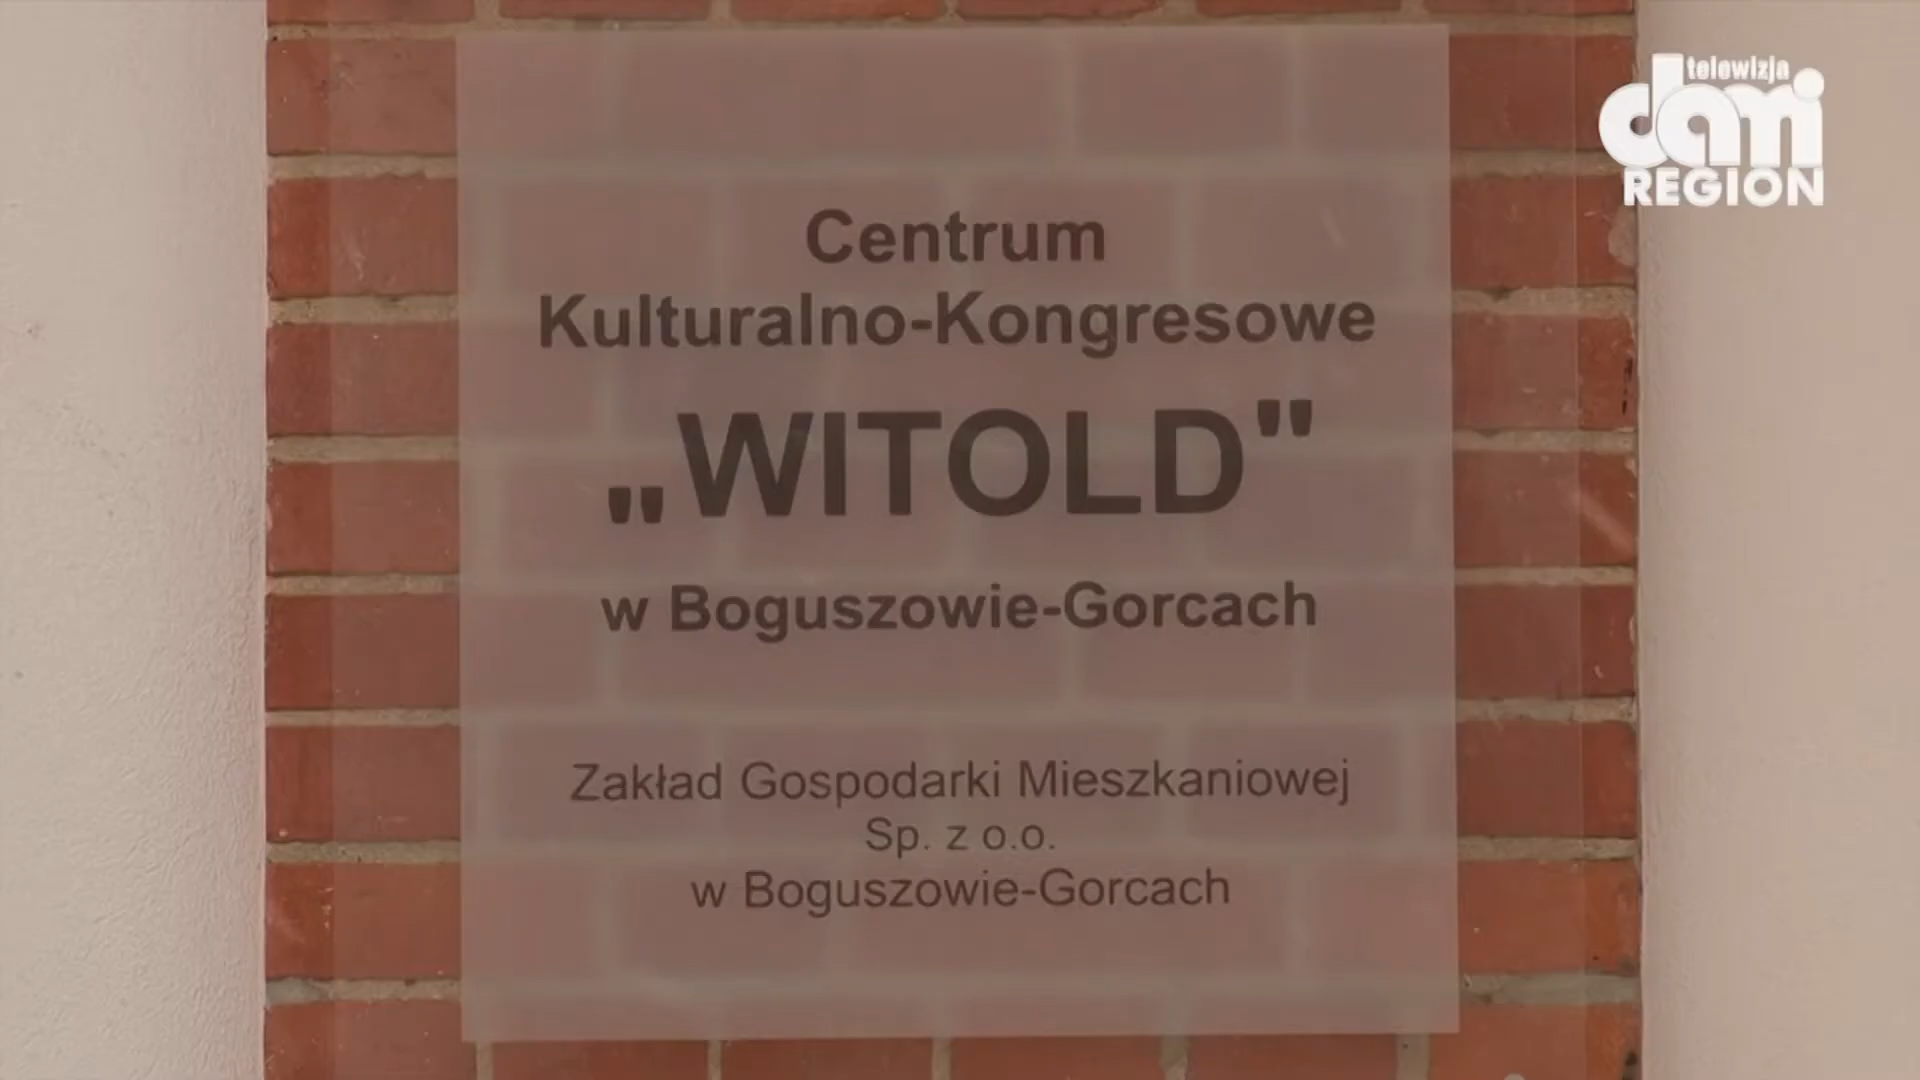 telewizja
dami
REGION
Centrum
Kulturalno-Kongresowe
„WITOLD"
w Boguszowie-Gorcach
Zakład Gospodarki Mieszkaniowej
Sp. z o.o.
w Boguszowie-Gorcach